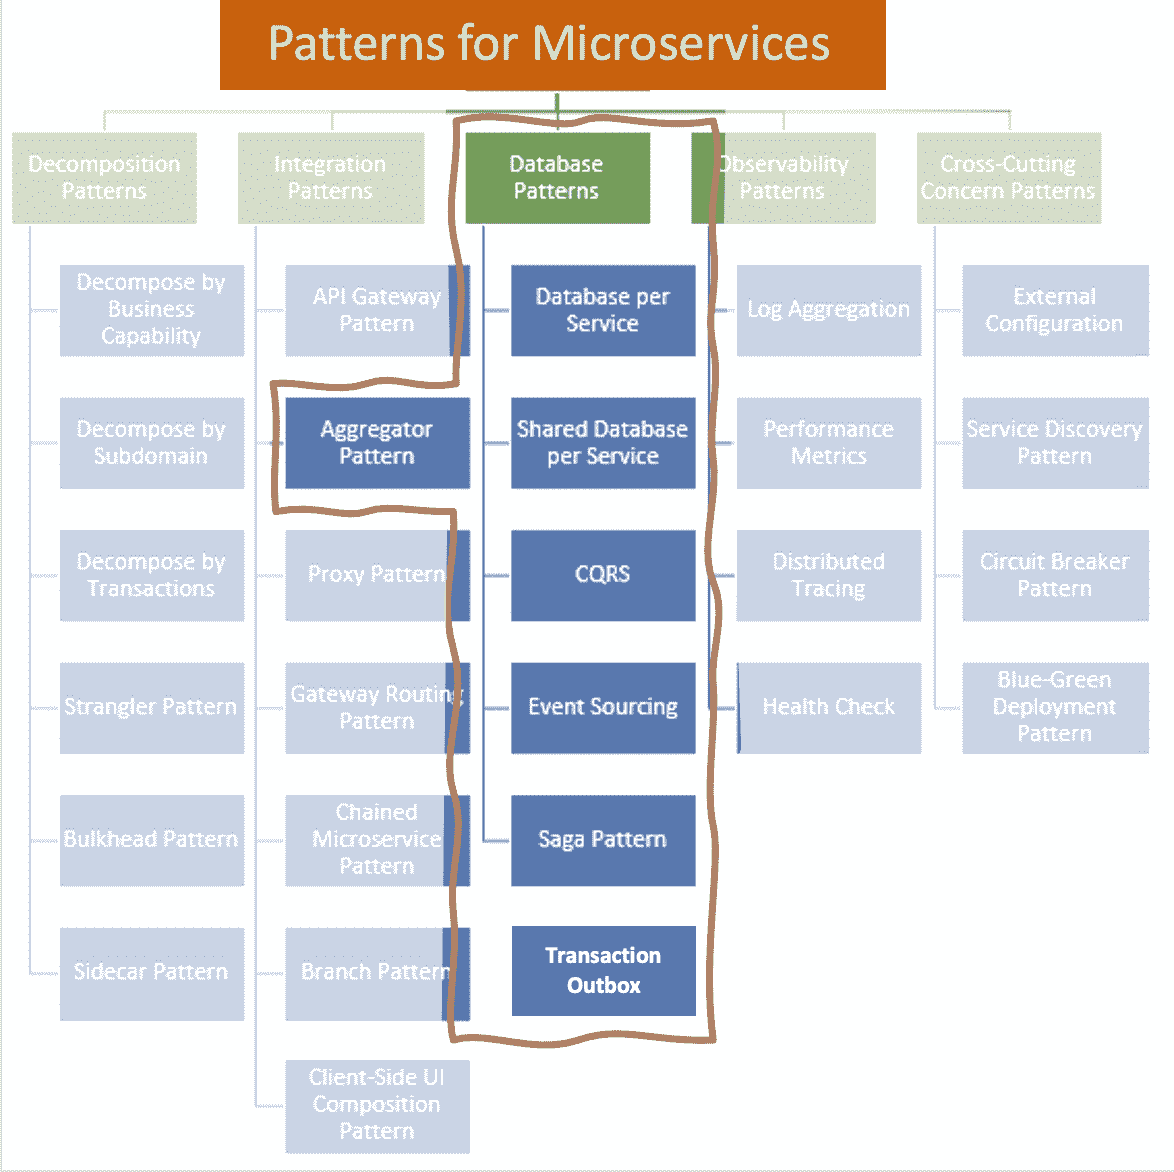 Patterns for Microservices
Decomposition
Patterns
Decompose by
Business
Capability
Decompose by
Subdomain
Decompose by
Transactions
Strangler Pattern
Bulkhead Pattern
Sidecar Pattern
Integration
Patterns
API Gateway
Pattern
Aggregator
Pattern
Proxy Pattern
Gateway Routing
Pattern
Chained
Microservice
Pattern
Branch Pattern
Client-Side UI
Composition
Pattern
Database
Patterns
Database per
Service
Shared Database
per Service
CQRS
Event Sourcing
Saga Pattern
Transaction
Outbox
Observability
Patterns
Log Aggregation
Performance
Metrics
Distributed
Tracing
Health Check
Cross-Cutting
Concern Patterns
External
Configuration
Service Discovery
Pattern
Circuit Breaker
Pattern
Blue-Green
Deployment
Pattern